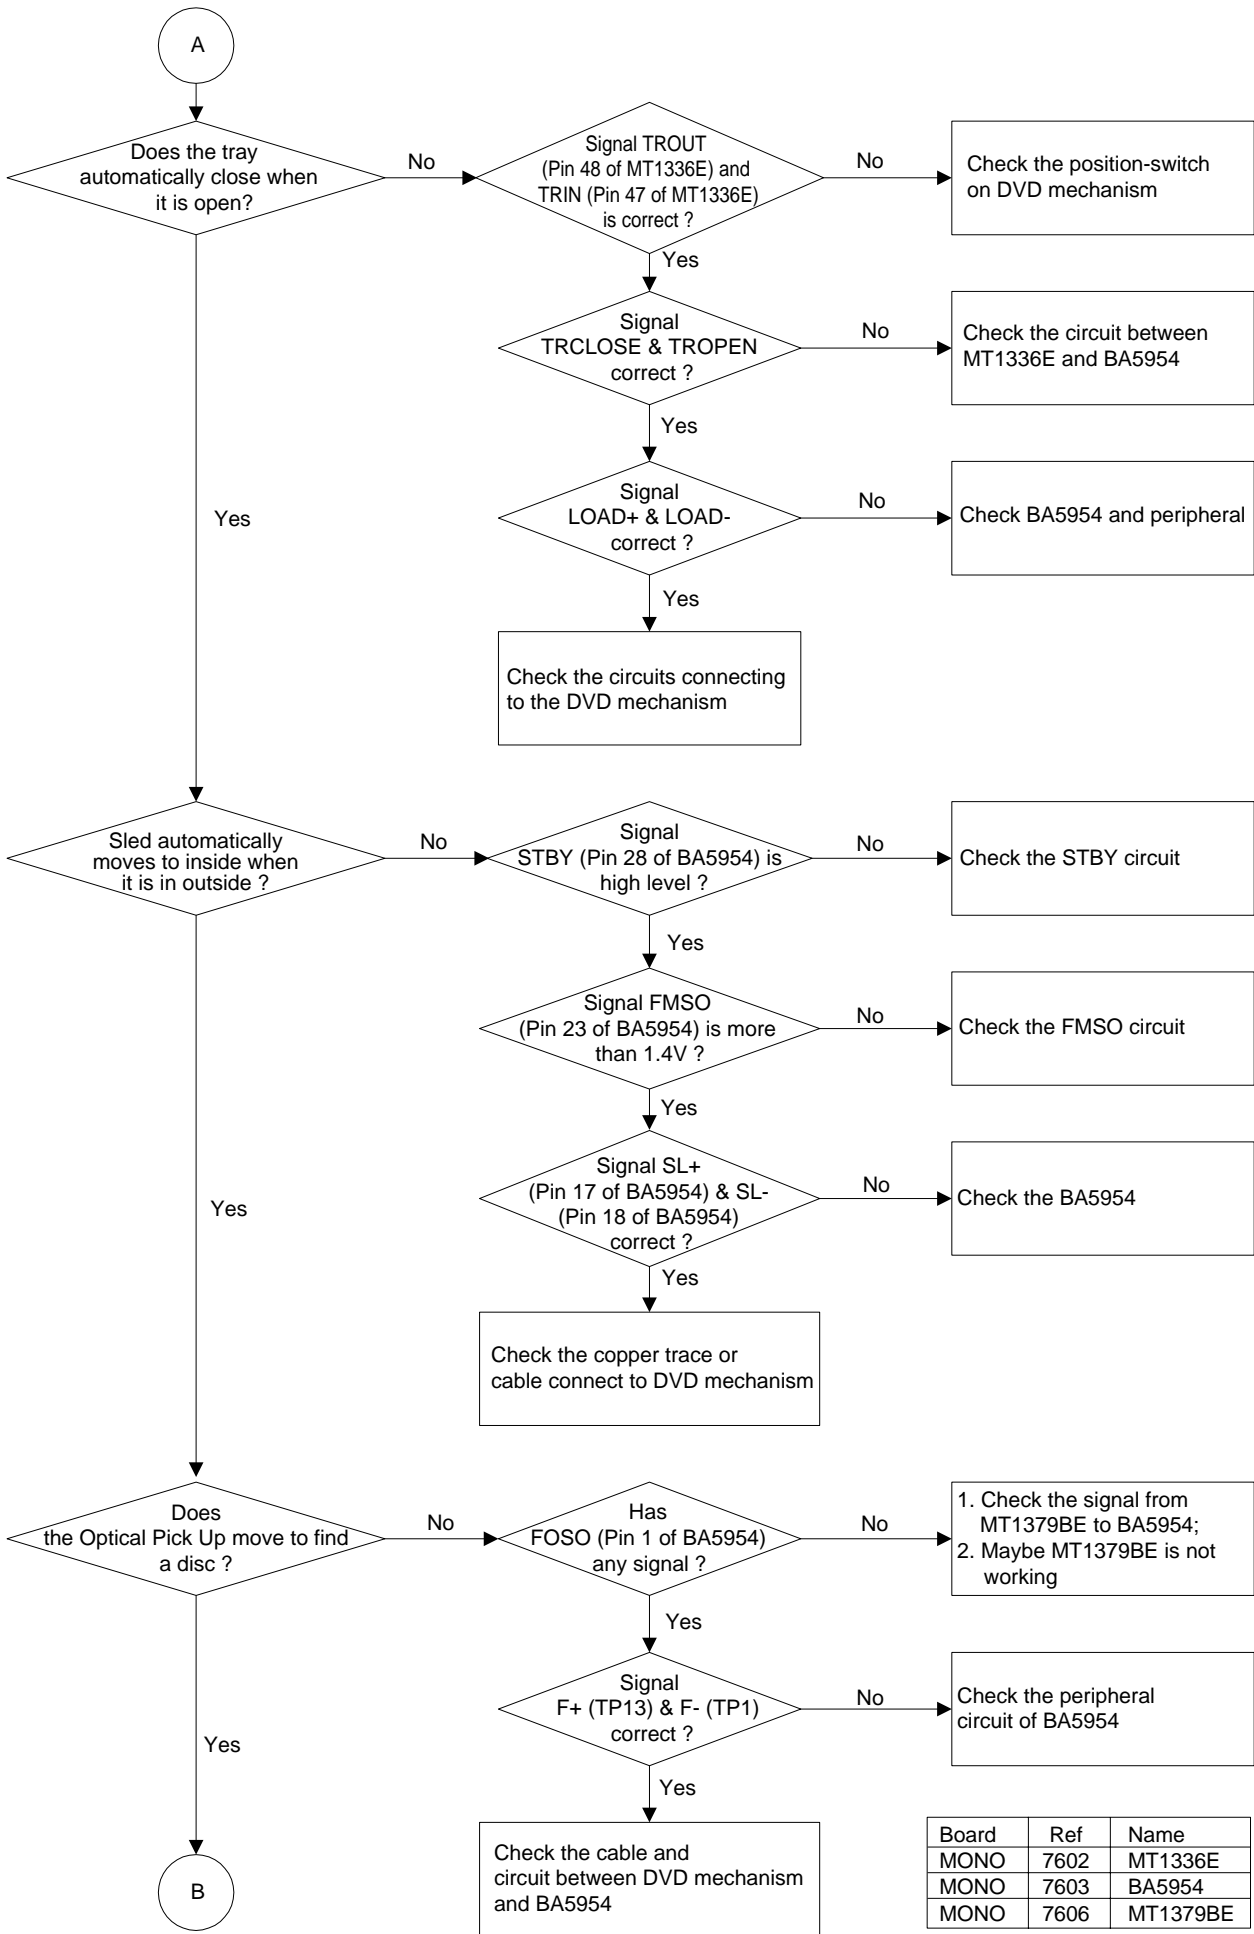 A
Does the tray
automatically close when
it is open?
No
Signal TROUT
(Pin 48 of MT1336E) and
TRIN (Pin 47 of MT1336E)
is correct ?
No
Check the position-switch
on DVD mechanism
Yes
Signal
TRCLOSE & TROPEN
correct ?
No
Check the circuit between
MT1336E and BA5954
Yes
Signal
LOAD+ & LOAD-
correct ?
No
Check BA5954 and peripheral
Yes
Yes
Check the circuits connecting
to the DVD mechanism
Sled automatically
moves to inside when
it is in outside ?
No
Signal
STBY (Pin 28 of BA5954) is
high level ?
No
Check the STBY circuit
Yes
Signal FMSO
(Pin 23 of BA5954) is more
than 1.4V ?
No
Check the FMSO circuit
Yes
Signal SL+
(Pin 17 of BA5954) & SL-
(Pin 18 of BA5954)
correct ?
No
Check the BA5954
Yes
Yes
Check the copper trace or
cable connect to DVD mechanism
Does
the Optical Pick Up move to find
a disc ?
No
Has
FOSO (Pin 1 of BA5954)
any signal ?
No
1. Check the signal from
MT1379BE to BA5954;
2. Maybe MT1379BE is not
working
Yes
Signal
F+ (TP13) & F- (TP1)
correct ?
No
Check the peripheral
circuit of BA5954
Yes
Yes
Check the cable and
circuit between DVD mechanism
and BA5954
B
Board Ref Name
MONO 7602 MT1336E
MONO 7603 BA5954
MONO 7606 MT1379BE